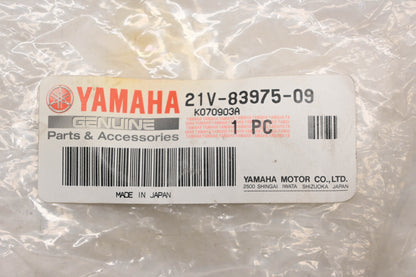 YAMAHA 21V-83975-09
K070903A
GENUINE 1 PC
Parts & Accessories
MADE IN JAPAN
YAMAHA MOTOR CO., LTD.
2500 SHINGAI IWATA SHIZUOKA JAPAN